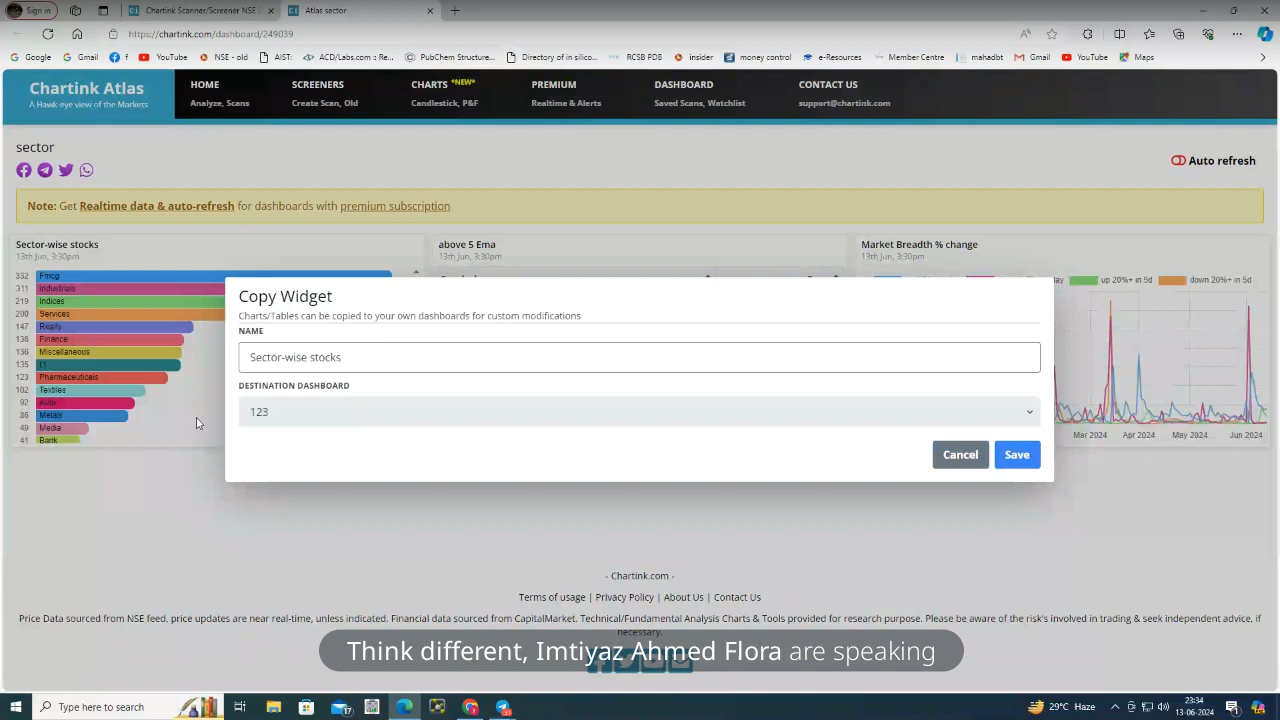 Sign in
Chartink Scanner/Screener NSE
Atlas sector
https://chartink.com/dashboard/249039
Google
Gmail
f
YouTube
NSE - old
AIST:
ACD/Labs.com :: Re...
PubChem Structure...
Directory of in silico...
RCSB PDB
insider
money control
e-Resources
Member Centre
mahadbt
Gmail
YouTube
Maps
Chartink Atlas
A Hawk-eye view of the Markets
HOME
Analyze, Scans
SCREENERS
Create Scan, Old
CHARTS *NEW*
Candlestick, P&F
PREMIUM
Realtime & Alerts
DASHBOARD
Saved Scans, Watchlist
CONTACT US
support@chartink.com
sector
Auto refresh
Note: Get Realtime data & auto-refresh for dashboards with premium subscription
Sector-wise stocks
13th Jun, 3:30pm
above 5 Ema
13th Jun, 3:30pm
Market Breadth % change
13th Jun, 3:30pm
332 Fmcg
311 Industrials
219 Indices
200 Services
147 Realty
138 Finance
136 Miscellaneous
135 I.t
123 Pharmaceuticals
102 Textiles
92 Auto
86 Metals
49 Media
41 Bank
up 20%+ in 5d
down 20%+ in 5d
Mar 2024 Apr 2024 May 2024 Jun 2024
Copy Widget
Charts/Tables can be copied to your own dashboards for custom modifications
NAME
Sector-wise stocks
DESTINATION DASHBOARD
123
Cancel
Save
- Chartink.com -
Terms of usage | Privacy Policy | About Us | Contact Us
Price Data sourced from NSE feed, price updates are near real-time, unless indicated. Financial data sourced from CapitalMarket. Technical/Fundamental Analysis Charts & Tools provided for research purpose. Please be aware of the risk's involved in trading & seek independent advice, if
necessary.
Think different, Imtiyaz Ahmed Flora are speaking
Type here to search
17
29°C Haze
23:34
13-06-2024